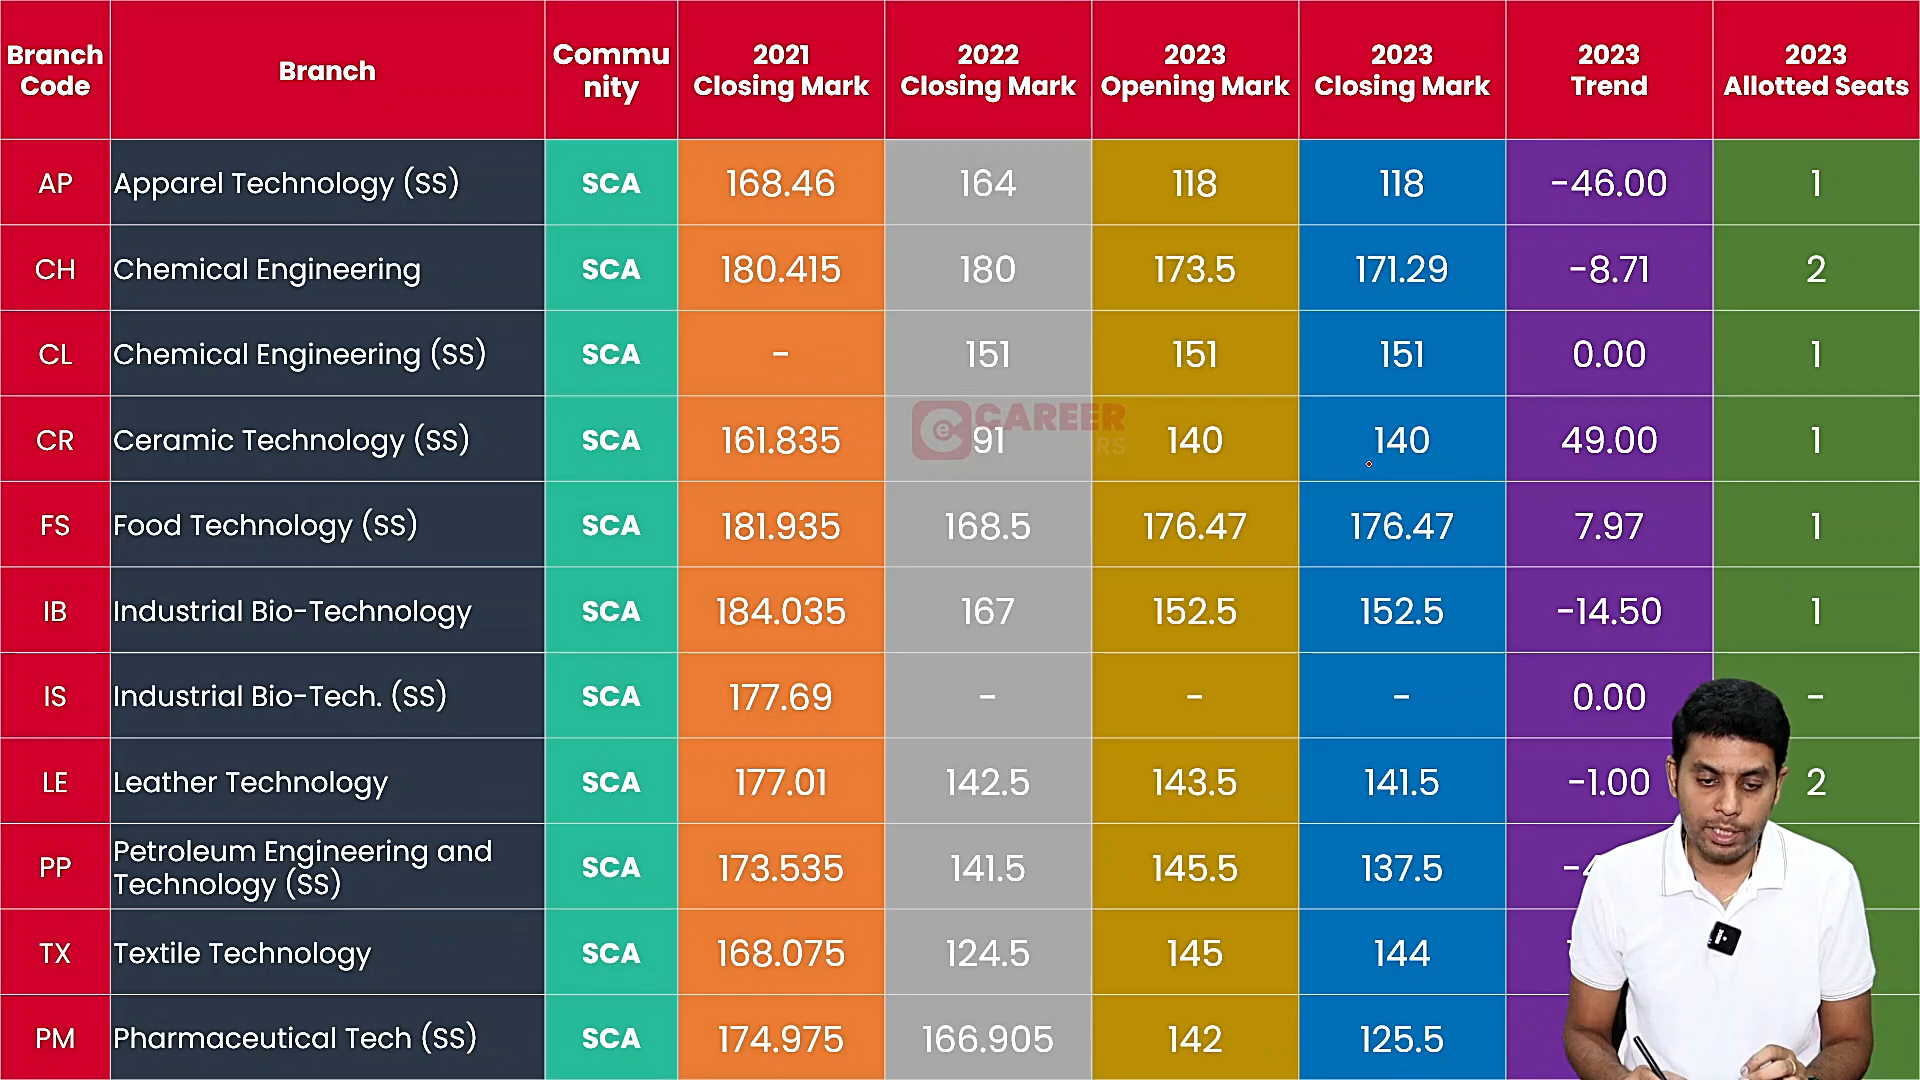 Branch Code
Branch
Commu nity
2021 Closing Mark
2022 Closing Mark
2023 Opening Mark
2023 Closing Mark
2023 Trend
2023 Allotted Seats
AP Apparel Technology (SS) SCA 168.46 164 118 118 -46.00 1
CH Chemical Engineering SCA 180.415 180 173.5 171.29 -8.71 2
CL Chemical Engineering (SS) SCA - 151 151 151 0.00 1
CAREER
CR Ceramic Technology (SS) SCA 161.835 91 140 140 49.00 1
FS Food Technology (SS) SCA 181.935 168.5 176.47 176.47 7.97 1
IB Industrial Bio-Technology SCA 184.035 167 152.5 152.5 -14.50 1
IS Industrial Bio-Tech. (SS) SCA 177.69 - - - 0.00 -
LE Leather Technology SCA 177.01 142.5 143.5 141.5 -1.00 2
PP Petroleum Engineering and Technology (SS) SCA 173.535 141.5 145.5 137.5
TX Textile Technology SCA 168.075 124.5 145 144
PM Pharmaceutical Tech (SS) SCA 174.975 166.905 142 125.5